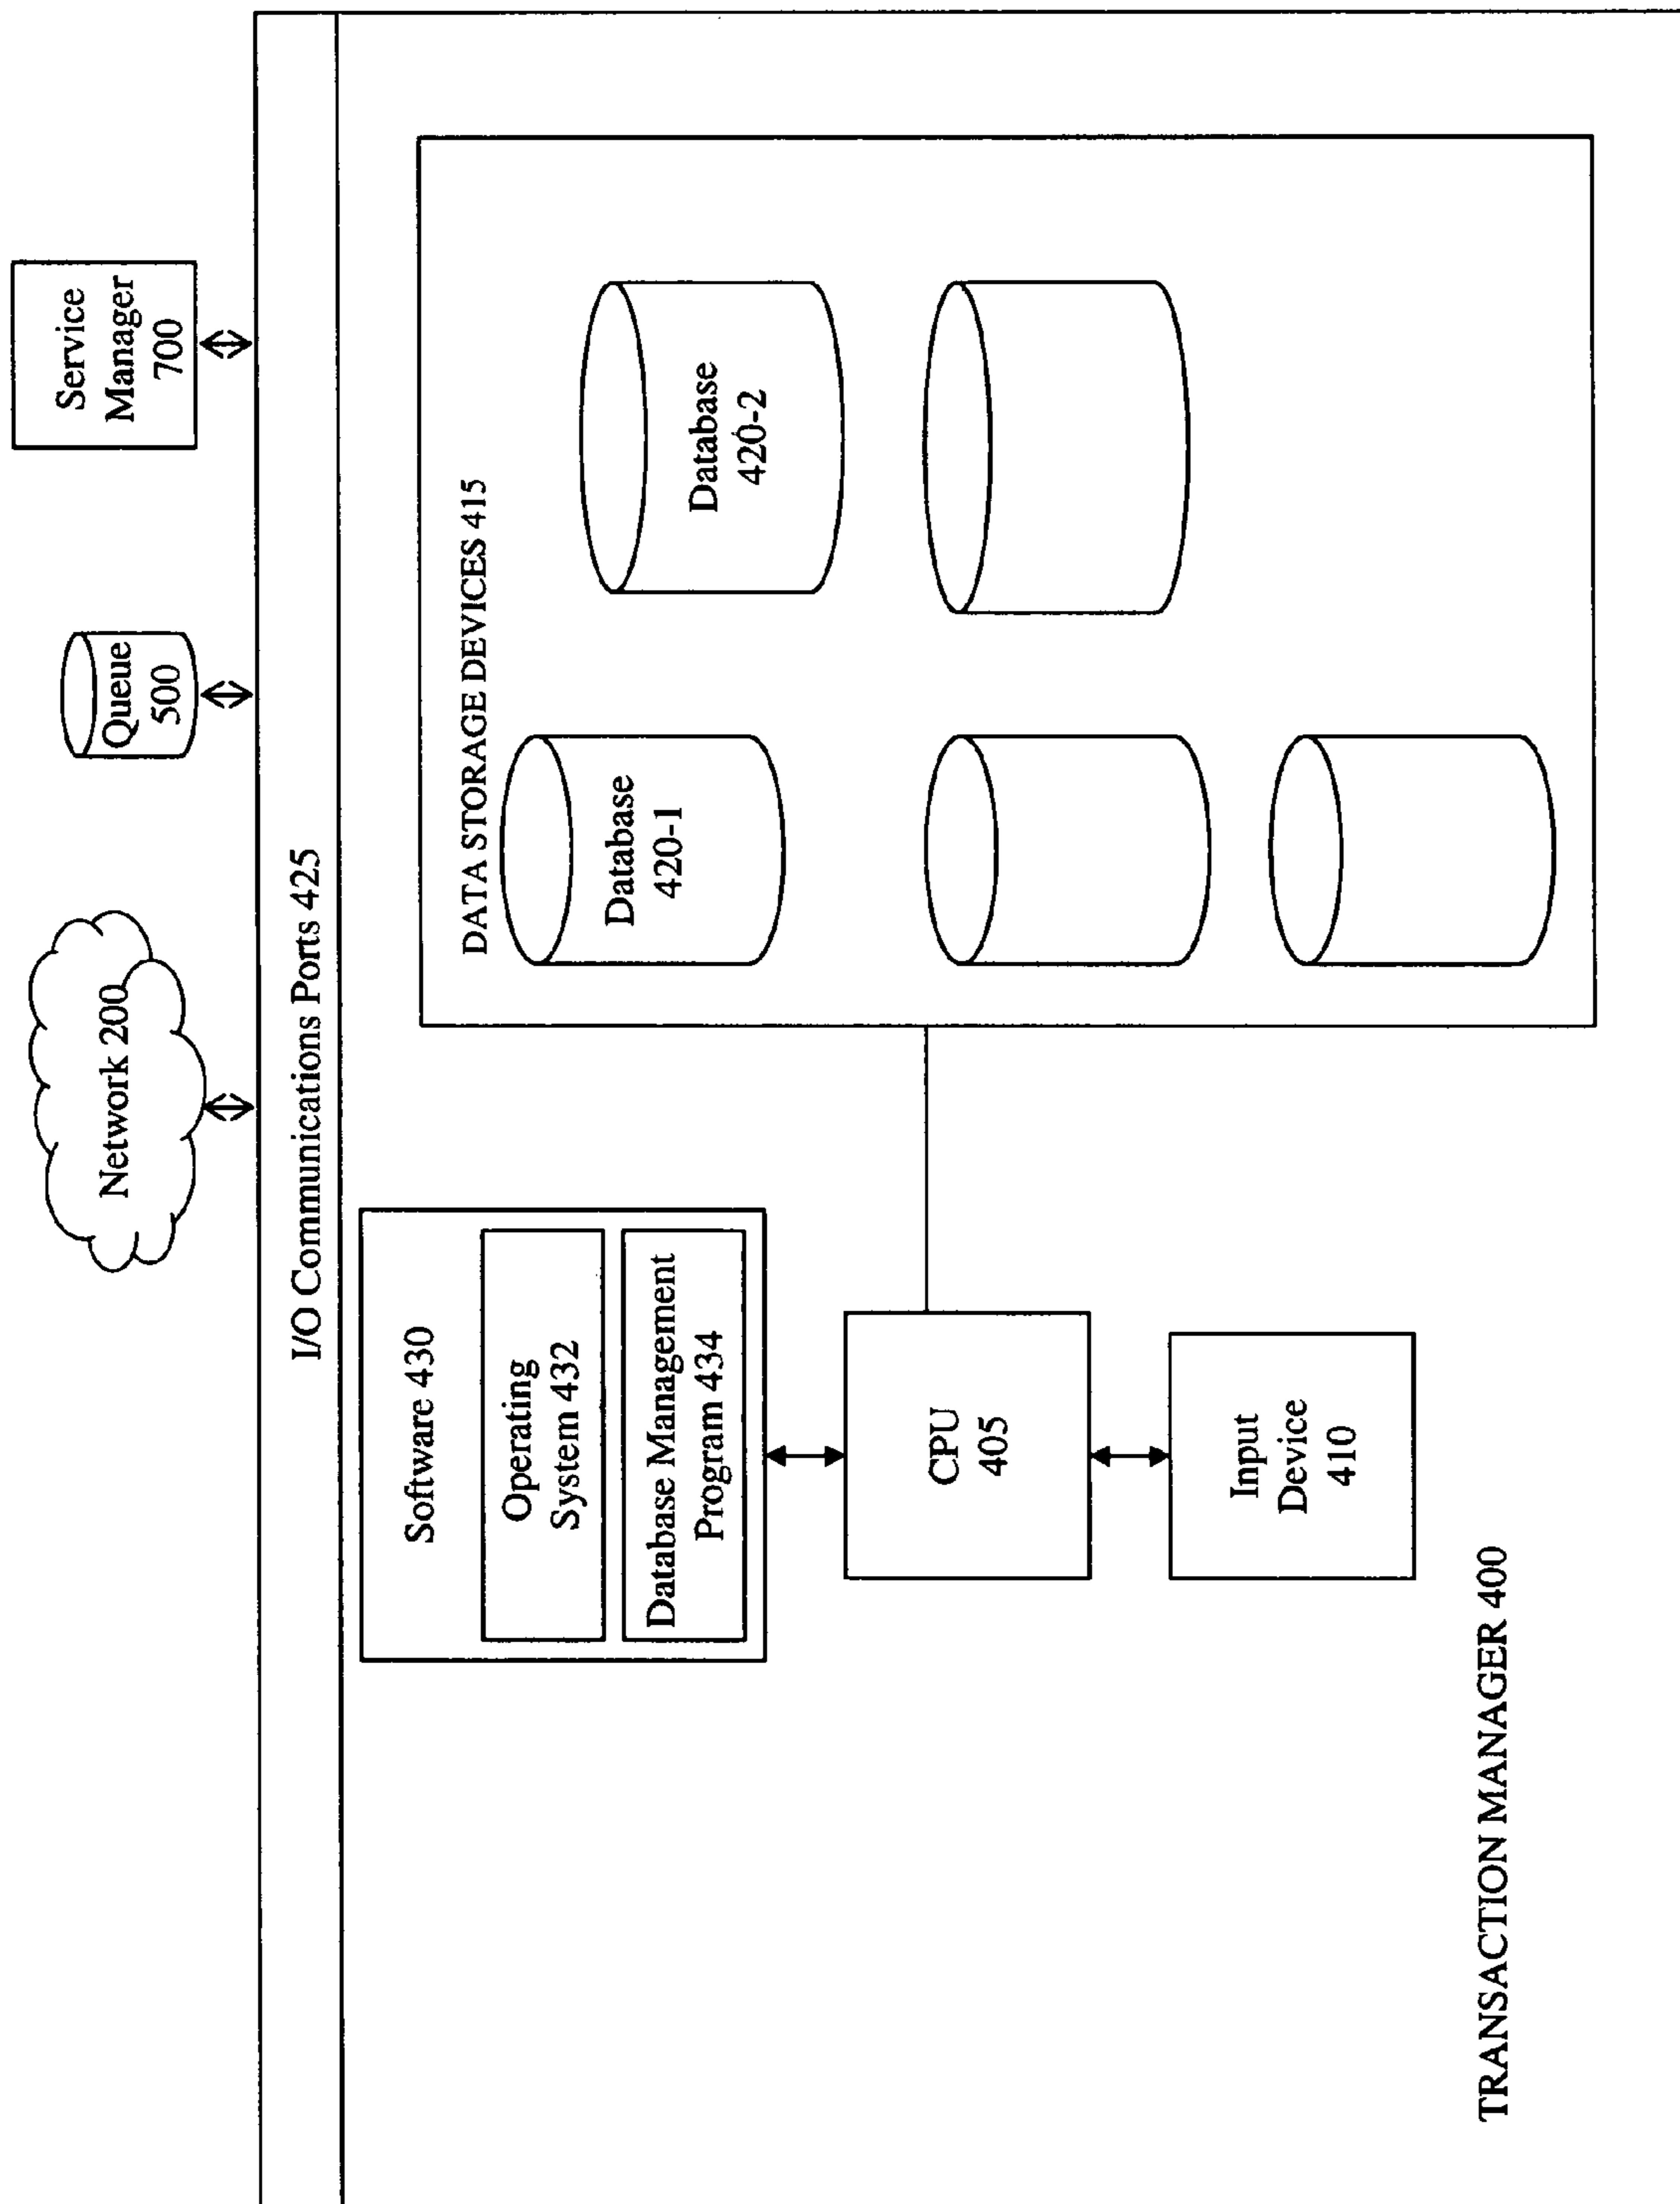 Network 200
Queue
500
Service
Manager
700
I/O Communications Ports 425
Software 430
Operating
System 432
Database Management
Program 434
CPU
405
Input
Device
410
DATA STORAGE DEVICES 415
Database
420-1
Database
420-2
TRANSACTION MANAGER 400